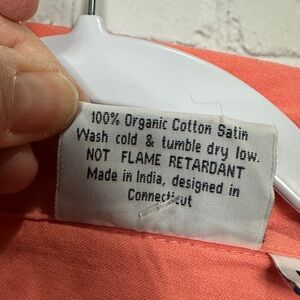 100% Organic Cotton Satin
Wash cold & tumble dry low.
NOT FLAME RETARDANT
Made in India, designed in
Connecticut